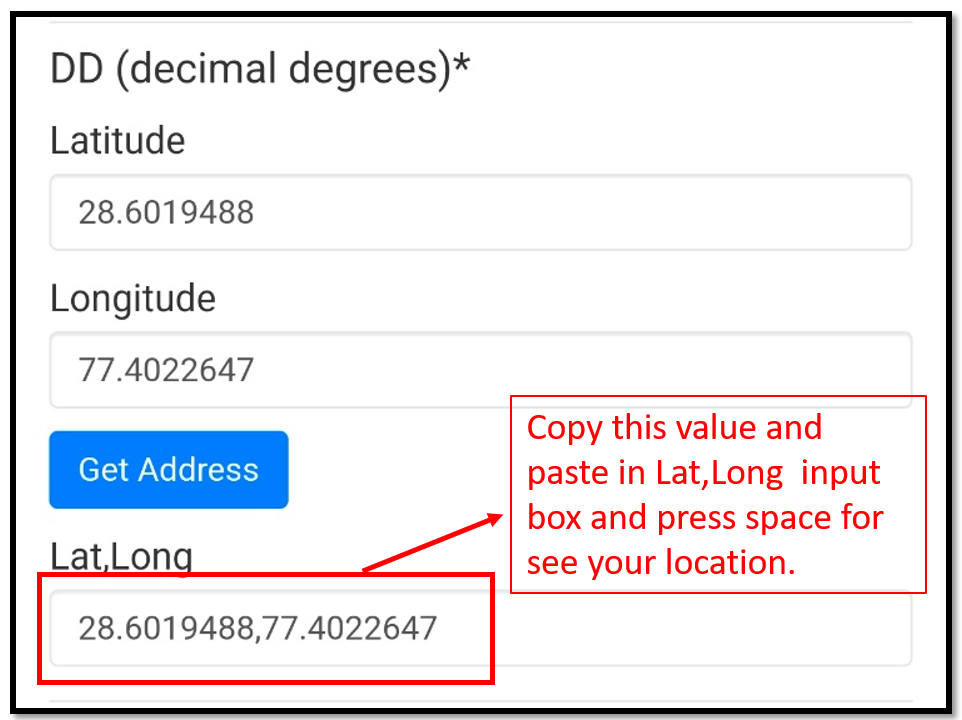 DD (decimal degrees)*
Latitude
28.6019488
Longitude
77.4022647
Get Address
Copy this value and
paste in Lat,Long  input
box and press space for
see your location.
Lat,Long
28.6019488,77.4022647